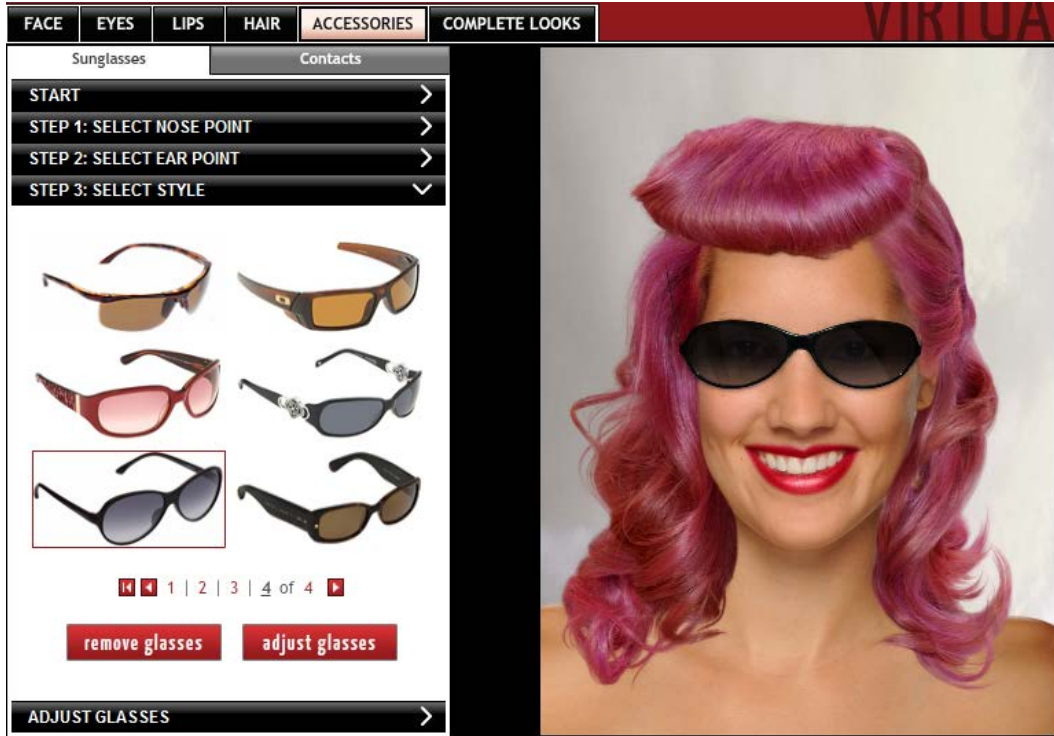 FACE EYES LIPS HAIR ACCESSORIES COMPLETE LOOKS
VIRTUA
Sunglasses Contacts
START
STEP 1: SELECT NOSE POINT
STEP 2: SELECT EAR POINT
STEP 3: SELECT STYLE
1 | 2 | 3 | 4 of 4
remove glasses adjust glasses
ADJUST GLASSES